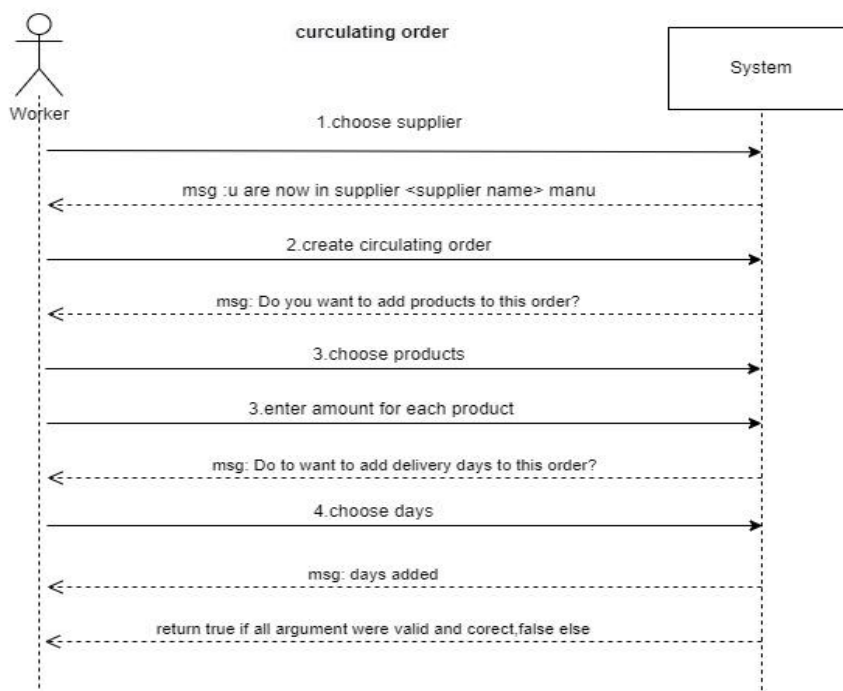 curculating order
System
Worker
1.choose supplier
msg :u are now in supplier <supplier name> manu
2.create circulating order
msg: Do you want to add products to this order?
3.choose products
3.enter amount for each product
msg: Do to want to add delivery days to this order?
4.choose days
msg: days added
return true if all argument were valid and corect,false else